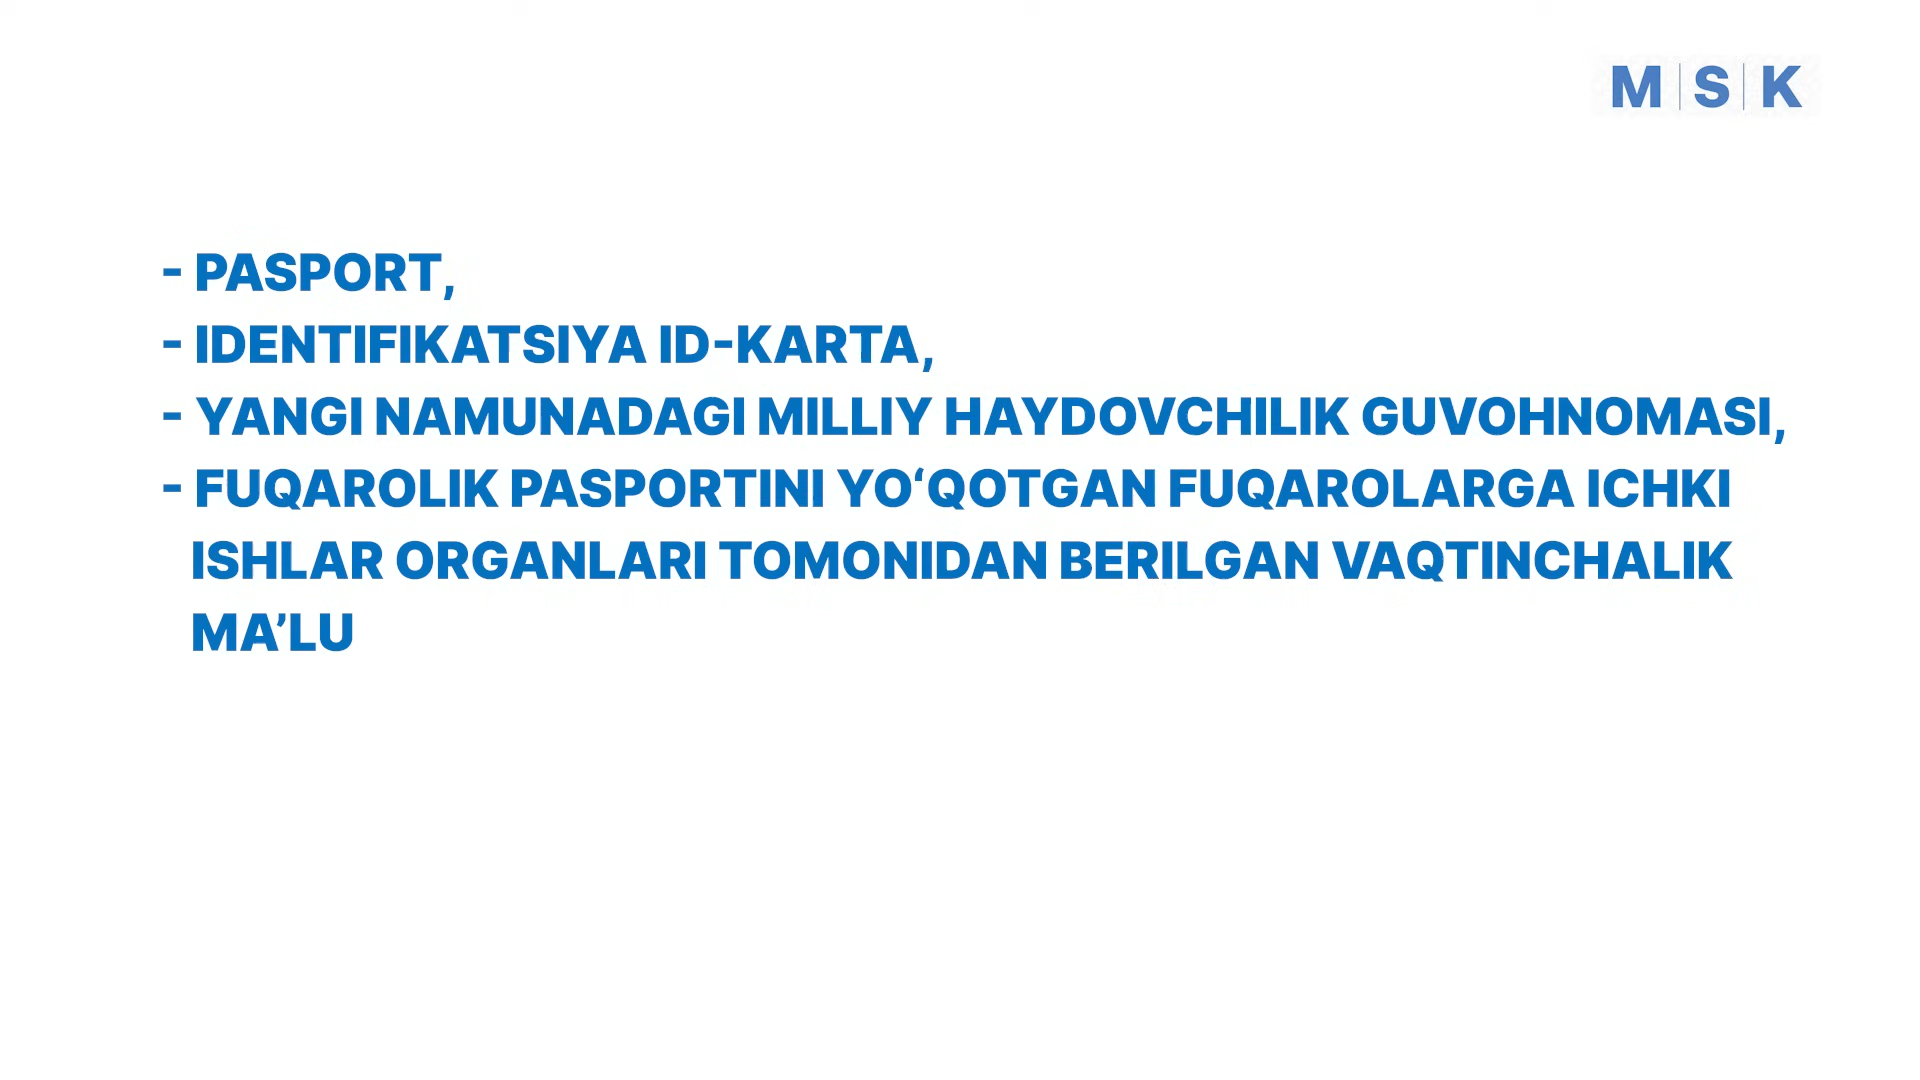 M|S|K
- PASPORT,
- IDENTIFIKATSIYA ID-KARTA,
- YANGI NAMUNADAGI MILLIY HAYDOVCHILIK GUVOHNOMASI,
- FUQAROLIK PASPORTINI YO‘QOTGAN FUQAROLARGA ICHKI
ISHLAR ORGANLARI TOMONIDAN BERILGAN VAQTINCHALIK
MA’LU